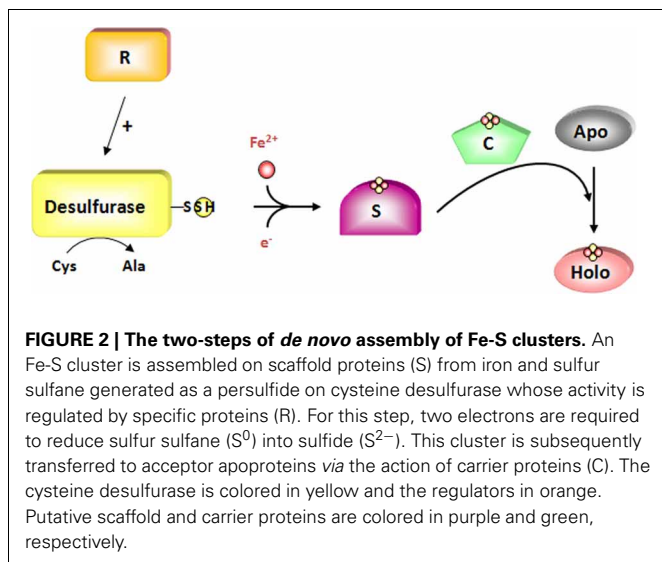 R
+
Fe2+
C
Apo
Desulfurase
S S H
S
e-
Cys
Ala
Holo
FIGURE 2 | The two-steps of de novo assembly of Fe-S clusters. An
Fe-S cluster is assembled on scaffold proteins (S) from iron and sulfur
sulfane generated as a persulfide on cysteine desulfurase whose activity is
regulated by specific proteins (R). For this step, two electrons are required
to reduce sulfur sulfane (S⁰) into sulfide (S²⁻). This cluster is subsequently
transferred to acceptor apoproteins via the action of carrier proteins (C). The
cysteine desulfurase is colored in yellow and the regulators in orange.
Putative scaffold and carrier proteins are colored in purple and green,
respectively.